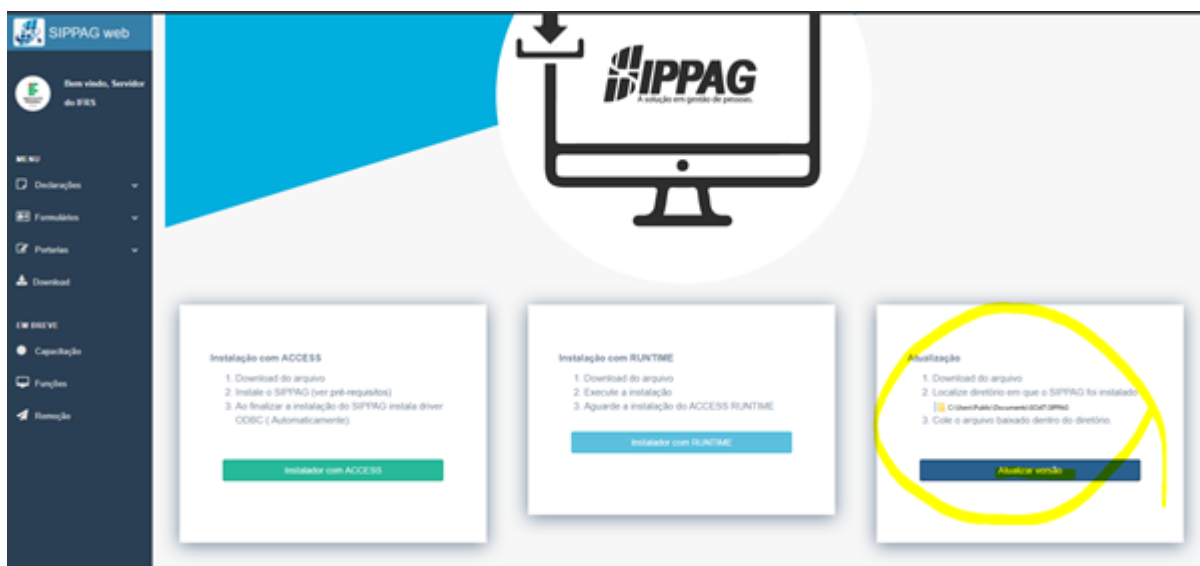 SIPPAG web
Bem vindo, Servidor
do IFRS
MENU
Declarações
Formulários
Portarias
Download
EM BREVE
Capacitação
Funções
Remoção
SIPPAG
A solução em gestão de pessoas.
Instalação com ACCESS
1. Download do arquivo
2. Instale o SIPPAG (ver pré-requisitos)
3. Ao finalizar a instalação do SIPPAG instala driver
ODBC ( Automaticamente).
Instalador com ACCESS
Instalação com RUNTIME
1. Download do arquivo
2. Execute a instalação
3. Aguarde a instalação do ACCESS RUNTIME
Instalador com RUNTIME
Atualização
1. Download do arquivo
2. Localize diretório em que o SIPPAG foi instalado
3. Cole o arquivo baixado dentro do diretório.
Atualizar versão